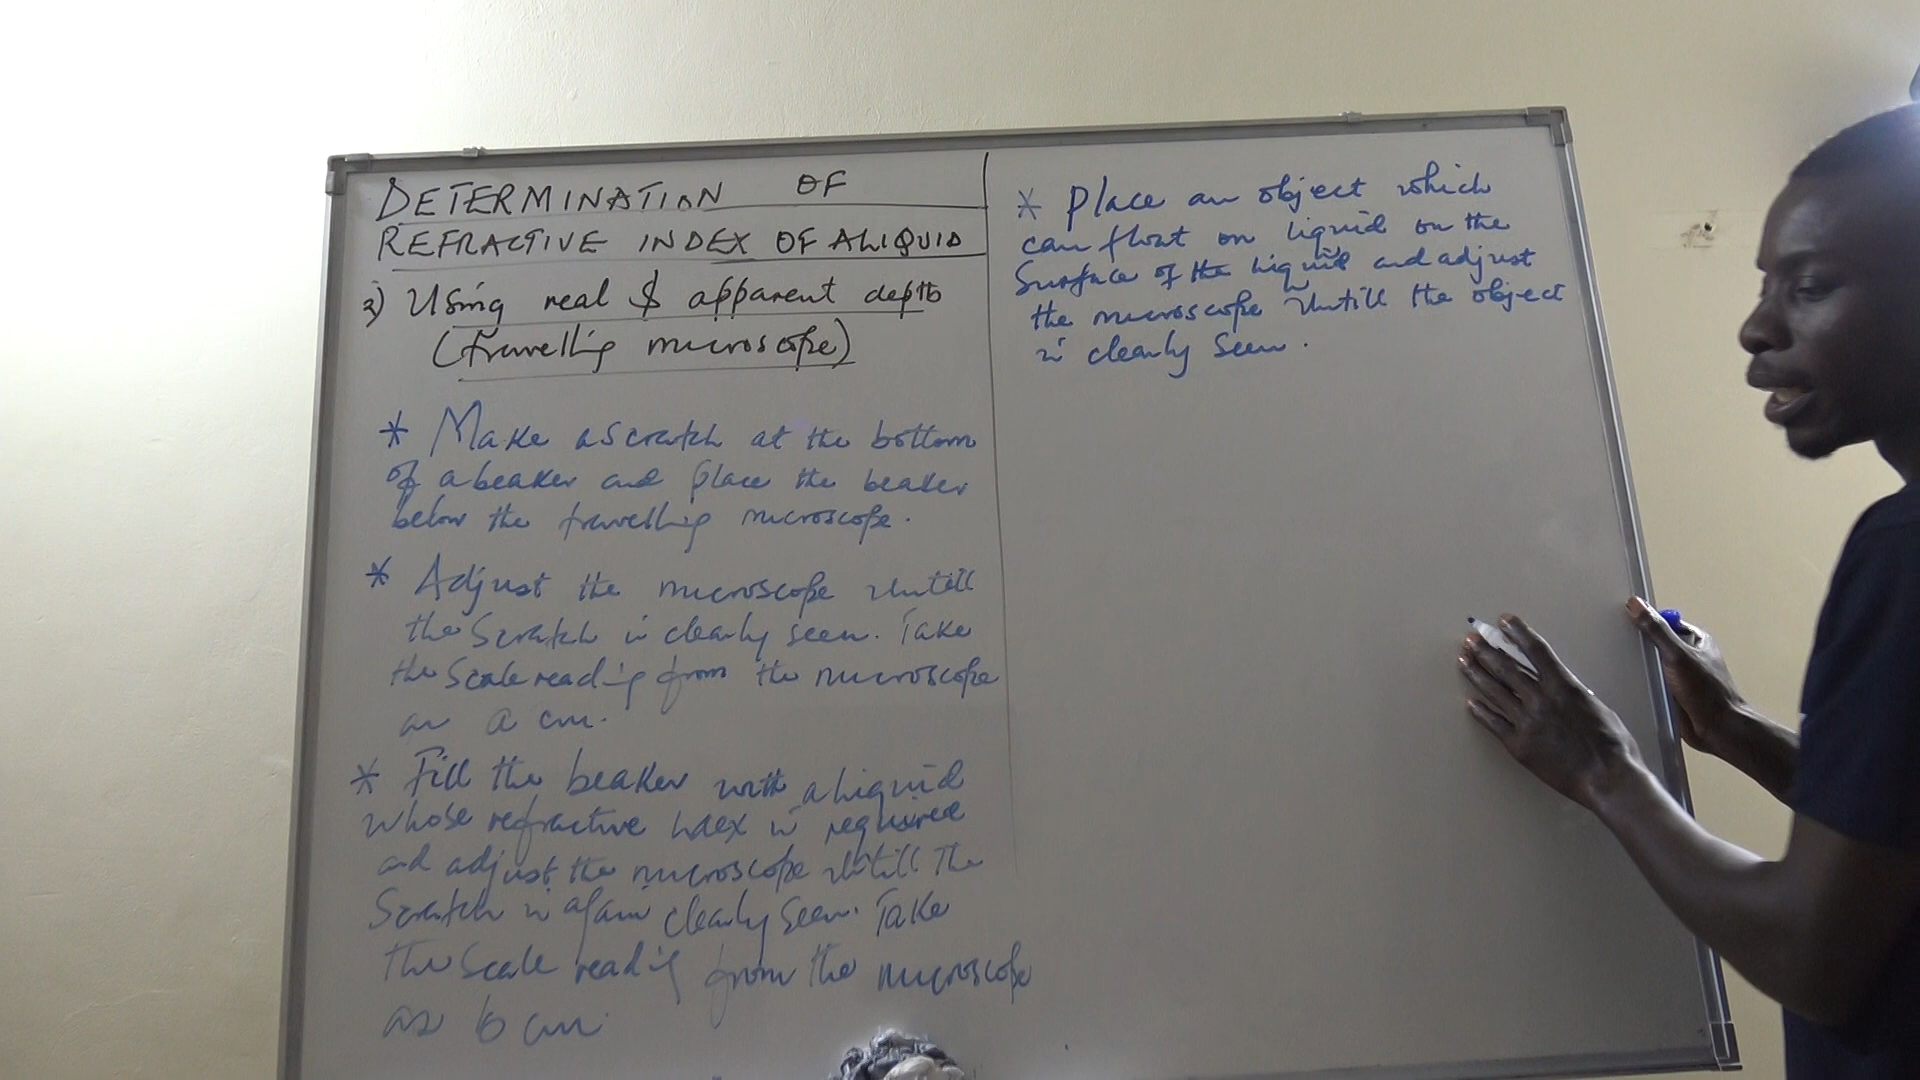 DETERMINATION OF
REFRACTIVE INDEX OF A LIQUID
2) Using real & apparent depth
(travelling microscope)
* Make a scratch at the bottom
of a beaker and place the beaker
below the travelling microscope.
* Adjust the microscope untill
the scratch is clearly seen. Take
the scale reading from the microscope
as a cm.
* Fill the beaker with a liquid
whose refractive index is required
and adjust the microscope untill the
scratch is again clearly seen. Take
the scale reading from the microscope
as b cm.
* Place an object which
can float on liquid on the
surface of the liquid and adjust
the microscope untill the object
is clearly seen.